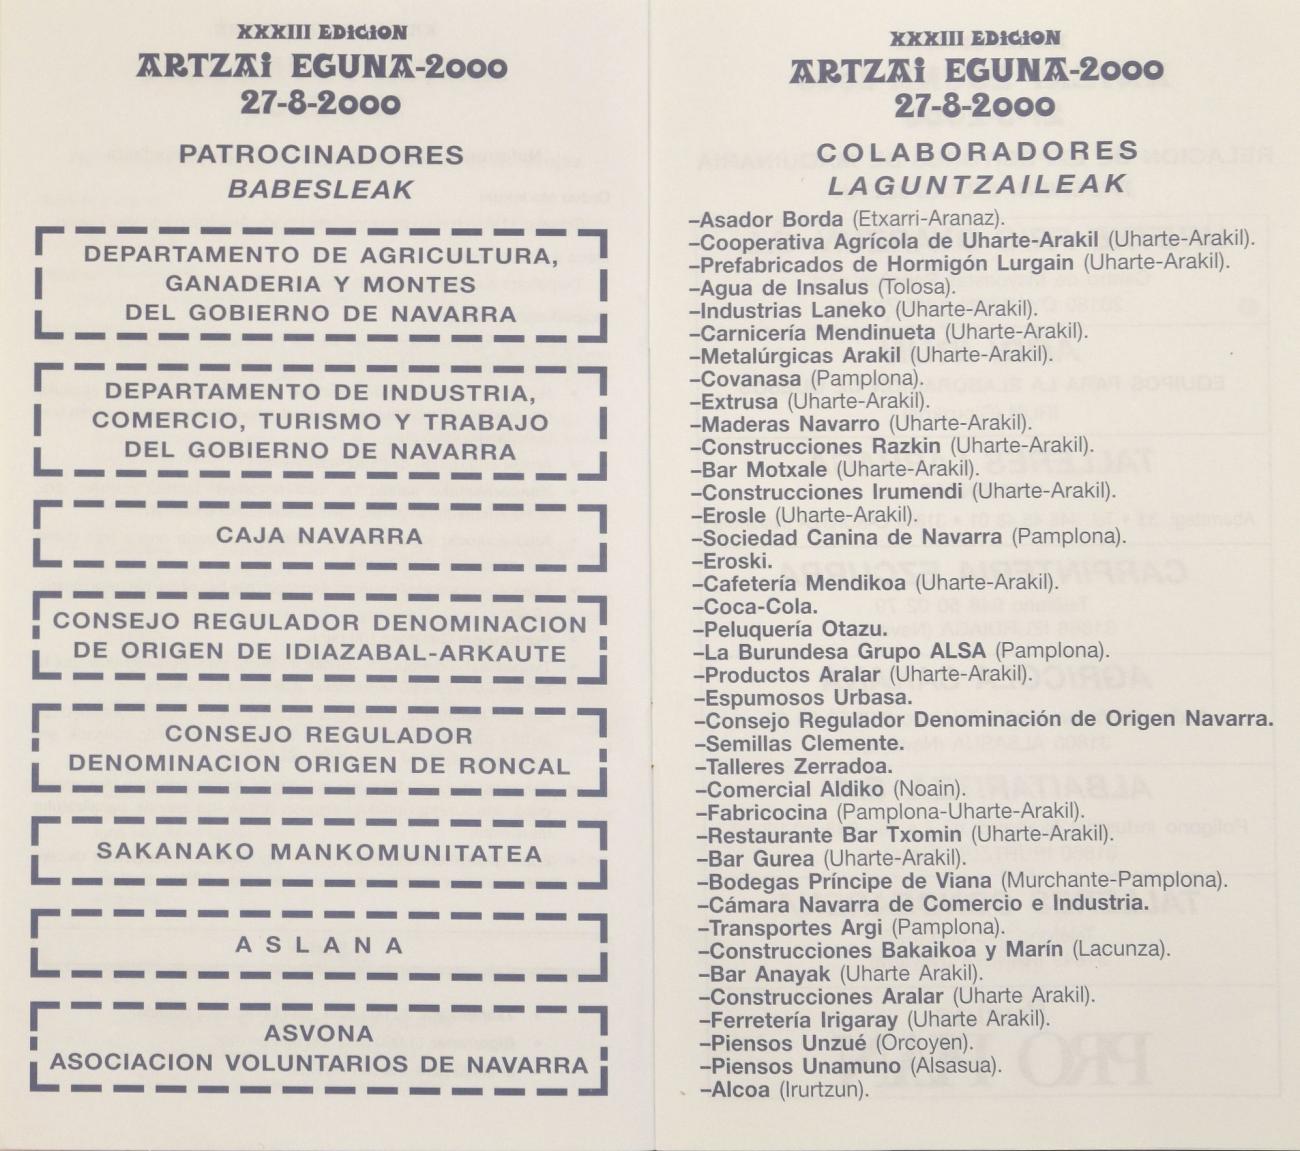 XXXIII EDICION
ARTZAI EGUNA-2000
27-8-2000
PATROCINADORES
BABESLEAK
DEPARTAMENTO DE AGRICULTURA,
GANADERIA Y MONTES
DEL GOBIERNO DE NAVARRA
DEPARTAMENTO DE INDUSTRIA,
COMERCIO, TURISMO Y TRABAJO
DEL GOBIERNO DE NAVARRA
CAJA NAVARRA
CONSEJO REGULADOR DENOMINACION
DE ORIGEN DE IDIAZABAL-ARKAUTE
CONSEJO REGULADOR
DENOMINACION ORIGEN DE RONCAL
SAKANAKO MANKOMUNITATEA
ASLANA
ASVONA
ASOCIACION VOLUNTARIOS DE NAVARRA
XXXIII EDICION
ARTZAI EGUNA-2000
27-8-2000
COLABORADORES
LAGUNTZAILEAK
–Asador Borda (Etxarri-Aranaz).
–Cooperativa Agrícola de Uharte-Arakil (Uharte-Arakil).
–Prefabricados de Hormigón Lurgain (Uharte-Arakil).
–Agua de Insalus (Tolosa).
–Industrias Laneko (Uharte-Arakil).
–Carnicería Mendinueta (Uharte-Arakil).
–Metalúrgicas Arakil (Uharte-Arakil).
–Covanasa (Pamplona).
–Extrusa (Uharte-Arakil).
–Maderas Navarro (Uharte-Arakil).
–Construcciones Razkin (Uharte-Arakil).
–Bar Motxale (Uharte-Arakil).
–Construcciones Irumendi (Uharte-Arakil).
–Erosle (Uharte-Arakil).
–Sociedad Canina de Navarra (Pamplona).
–Eroski.
–Cafetería Mendikoa (Uharte-Arakil).
–Coca-Cola.
–Peluquería Otazu.
–La Burundesa Grupo ALSA (Pamplona).
–Productos Aralar (Uharte-Arakil).
–Espumosos Urbasa.
–Consejo Regulador Denominación de Origen Navarra.
–Semillas Clemente.
–Talleres Zerradoa.
–Comercial Aldiko (Noain).
–Fabricocina (Pamplona-Uharte-Arakil).
–Restaurante Bar Txomin (Uharte-Arakil).
–Bar Gurea (Uharte-Arakil).
–Bodegas Príncipe de Viana (Murchante-Pamplona).
–Cámara Navarra de Comercio e Industria.
–Transportes Argi (Pamplona).
–Construcciones Bakaikoa y Marín (Lacunza).
–Bar Anayak (Uharte Arakil).
–Construcciones Aralar (Uharte Arakil).
–Ferretería Irigaray (Uharte Arakil).
–Piensos Unzué (Orcoyen).
–Piensos Unamuno (Alsasua).
–Alcoa (Irurtzun).